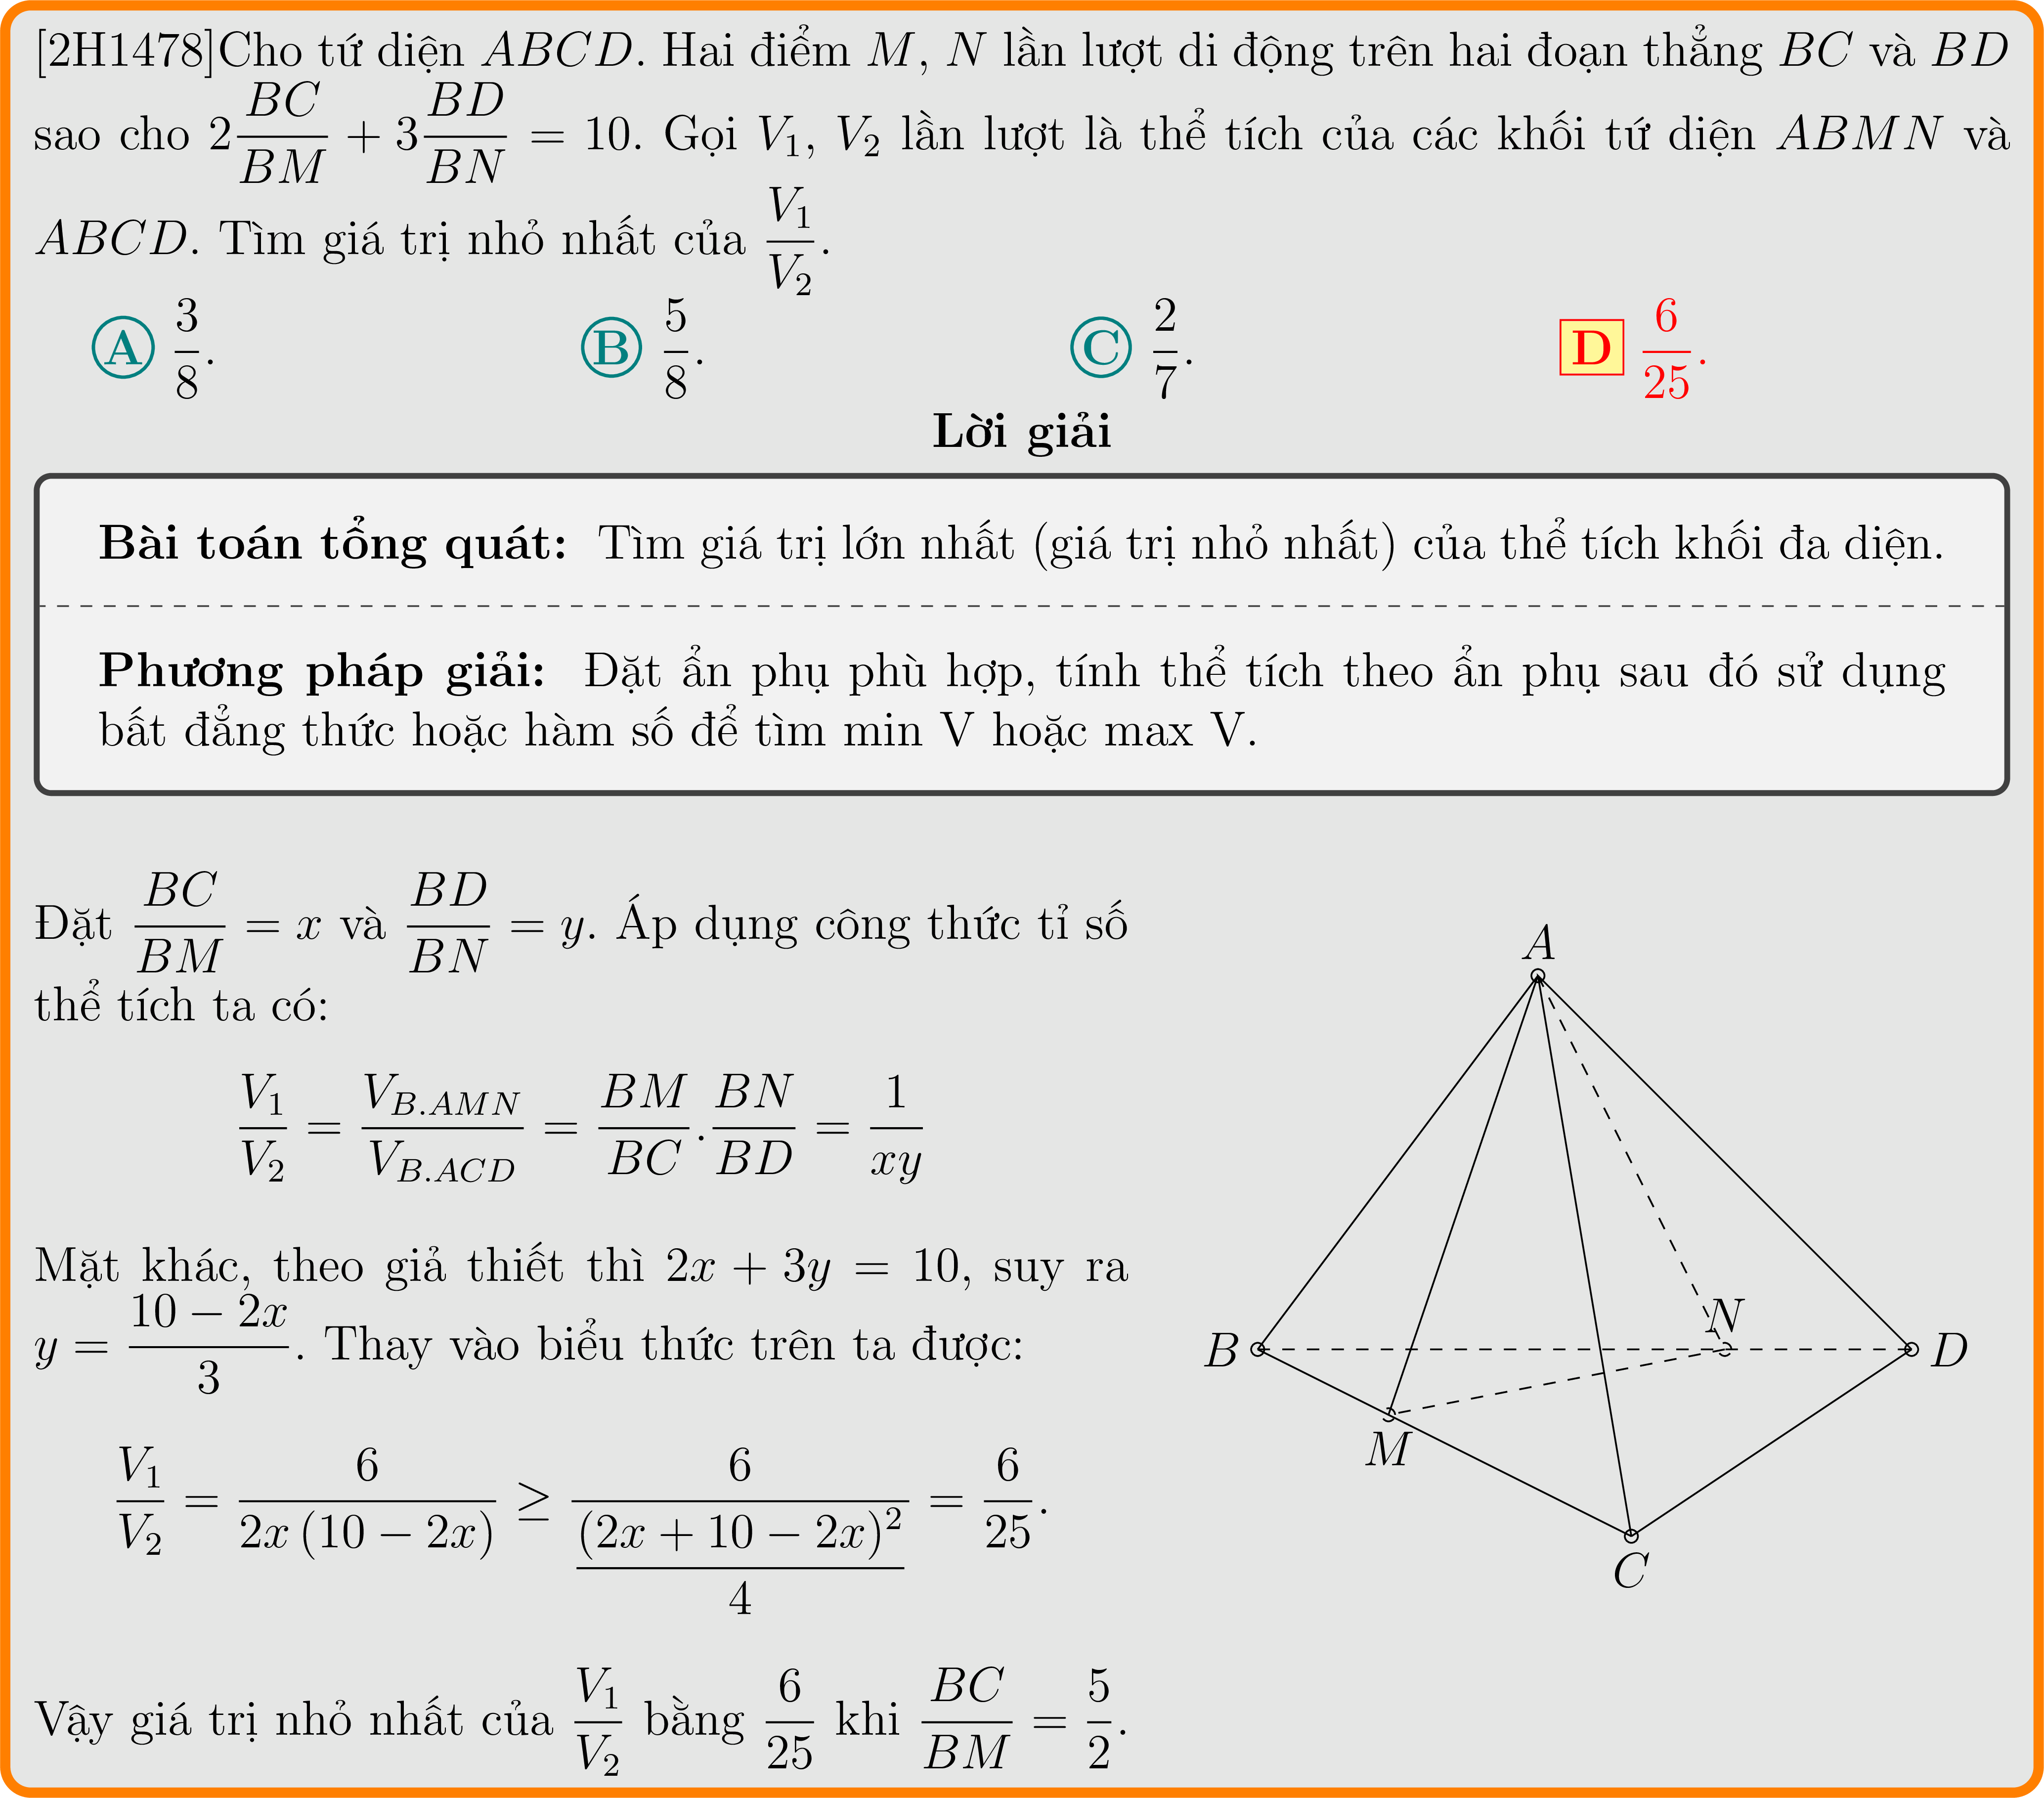 [2H1478]Cho tứ diện ABCD. Hai điểm M, N lần lượt di động trên hai đoạn thẳng BC và BD
sao cho 2\frac{BC}{BM} + 3\frac{BD}{BN} = 10. Gọi V_1, V_2 lần lượt là thể tích của các khối tứ diện ABMN và
ABCD. Tìm giá trị nhỏ nhất của \frac{V_1}{V_2}.
A \frac{3}{8}. B \frac{5}{8}. C \frac{2}{7}. D \frac{6}{25}.
Lời giải
Bài toán tổng quát: Tìm giá trị lớn nhất (giá trị nhỏ nhất) của thể tích khối đa diện.
Phương pháp giải: Đặt ẩn phụ phù hợp, tính thể tích theo ẩn phụ sau đó sử dụng
bất đẳng thức hoặc hàm số để tìm min V hoặc max V.
Đặt \frac{BC}{BM} = x và \frac{BD}{BN} = y. Áp dụng công thức tỉ số
thể tích ta có:
\frac{V_1}{V_2} = \frac{V_{B.AMN}}{V_{B.ACD}} = \frac{BM}{BC}.\frac{BN}{BD} = \frac{1}{xy}
Mặt khác, theo giả thiết thì 2x + 3y = 10, suy ra
y = \frac{10 - 2x}{3}. Thay vào biểu thức trên ta được:
\frac{V_1}{V_2} = \frac{6}{2x(10 - 2x)} ≥ \frac{6}{\frac{(2x + 10 - 2x)^2}{4}} = \frac{6}{25}.
Vậy giá trị nhỏ nhất của \frac{V_1}{V_2} bằng \frac{6}{25} khi \frac{BC}{BM} = \frac{5}{2}.
A
B
N
D
M
C